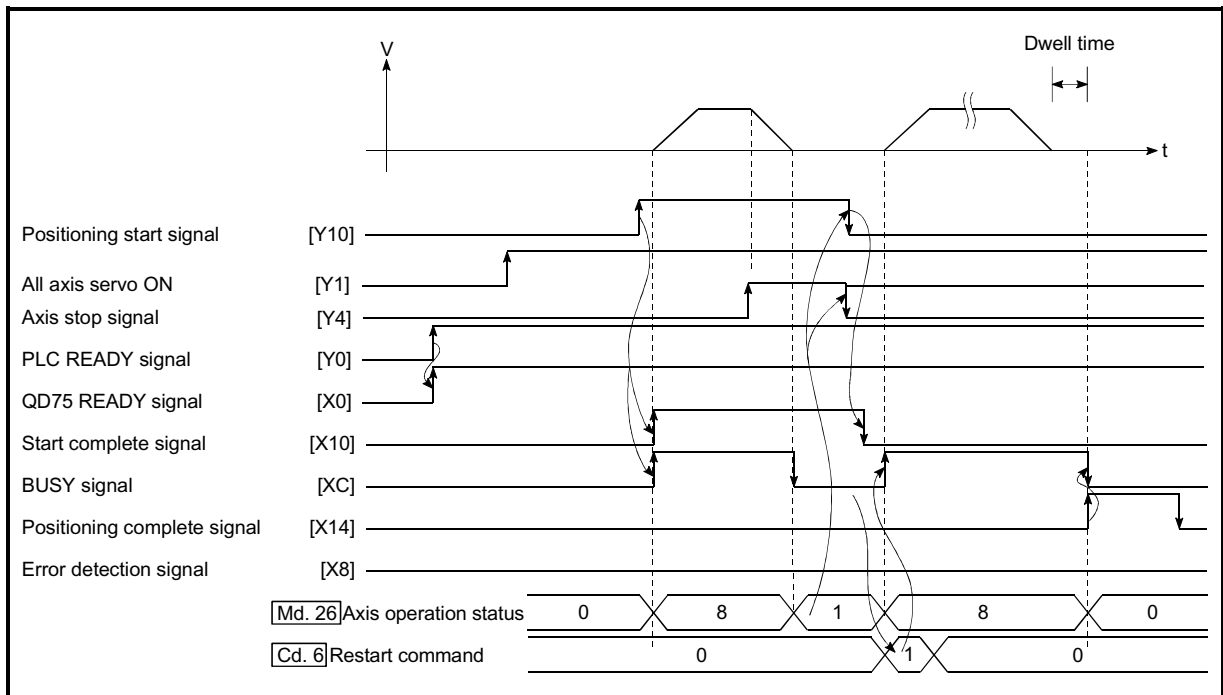 V
Dwell time
t
Positioning start signal [Y10]
All axis servo ON [Y1]
Axis stop signal [Y4]
PLC READY signal [Y0]
QD75 READY signal [X0]
Start complete signal [X10]
BUSY signal [XC]
Positioning complete signal [X14]
Error detection signal [X8]
Md. 26 Axis operation status 0 8 1 8 0
Cd. 6 Restart command 0 1 0